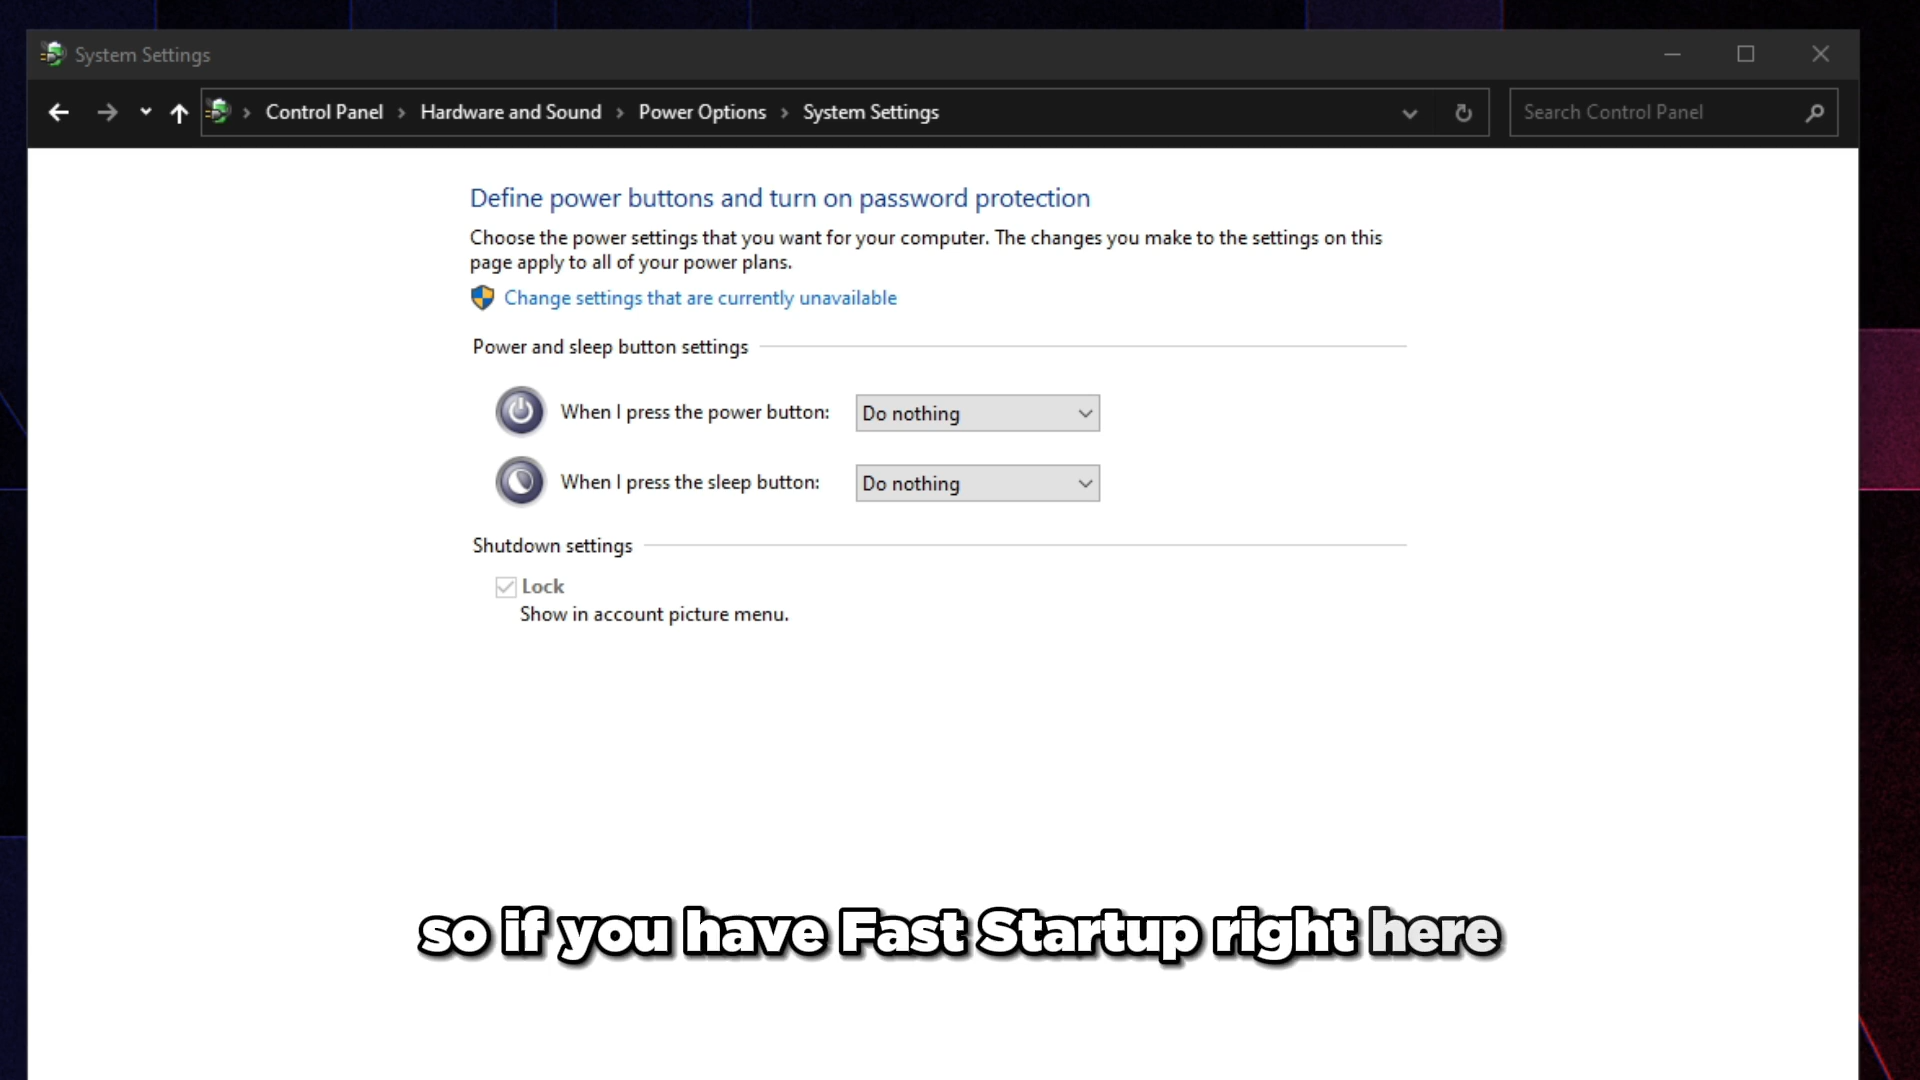 System Settings
Control Panel > Hardware and Sound > Power Options > System Settings
Search Control Panel
Define power buttons and turn on password protection
Choose the power settings that you want for your computer. The changes you make to the settings on this
page apply to all of your power plans.
Change settings that are currently unavailable
Power and sleep button settings
When I press the power button: Do nothing
When I press the sleep button: Do nothing
Shutdown settings
Lock
Show in account picture menu.
so if you have Fast Startup right here